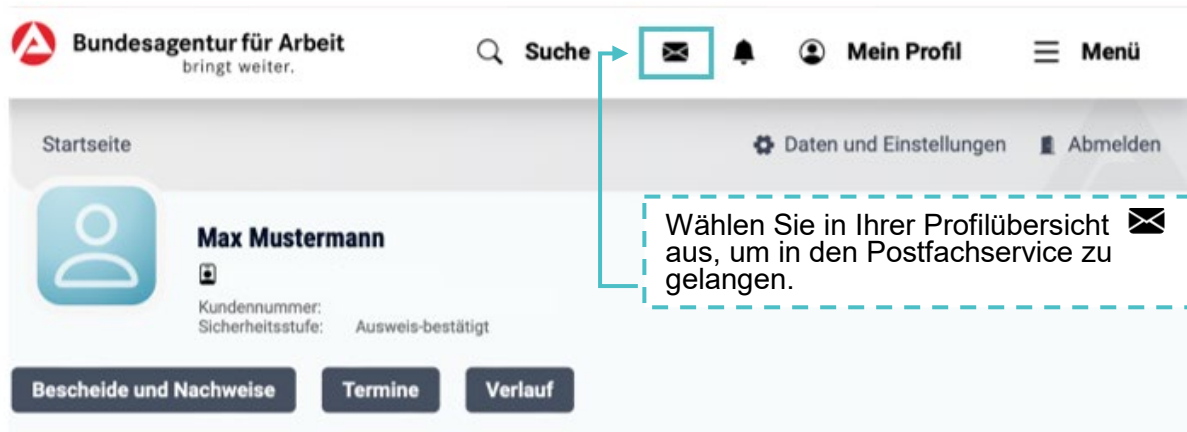 Bundesagentur für Arbeit
bringt weiter.
Suche
Mein Profil
Menü
Startseite
Daten und Einstellungen
Abmelden
Max Mustermann
Kundennummer:
Sicherheitsstufe: Ausweis-bestätigt
Wählen Sie in Ihrer Profilübersicht
aus, um in den Postfachservice zu
gelangen.
Bescheide und Nachweise
Termine
Verlauf